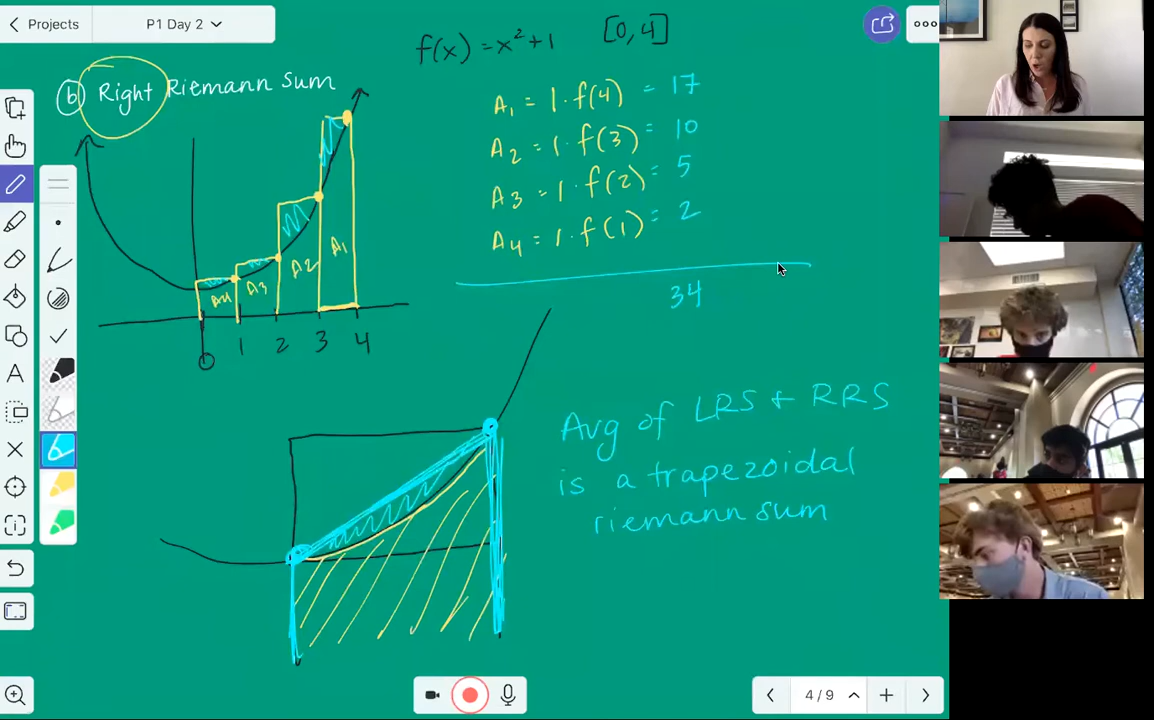 Projects
P1 Day 2
f(x) = x² + 1 [0, 4]
(b) Right Riemann Sum
A₁ = 1 · f(4) = 17
A₂ = 1 · f(3) = 10
A₃ = 1 · f(2) = 5
A₄ = 1 · f(1) = 2
34
A4 A3 A2 A1
0 1 2 3 4
Avg of LRS + RRS
is a trapezoidal
riemann sum
A
4 / 9